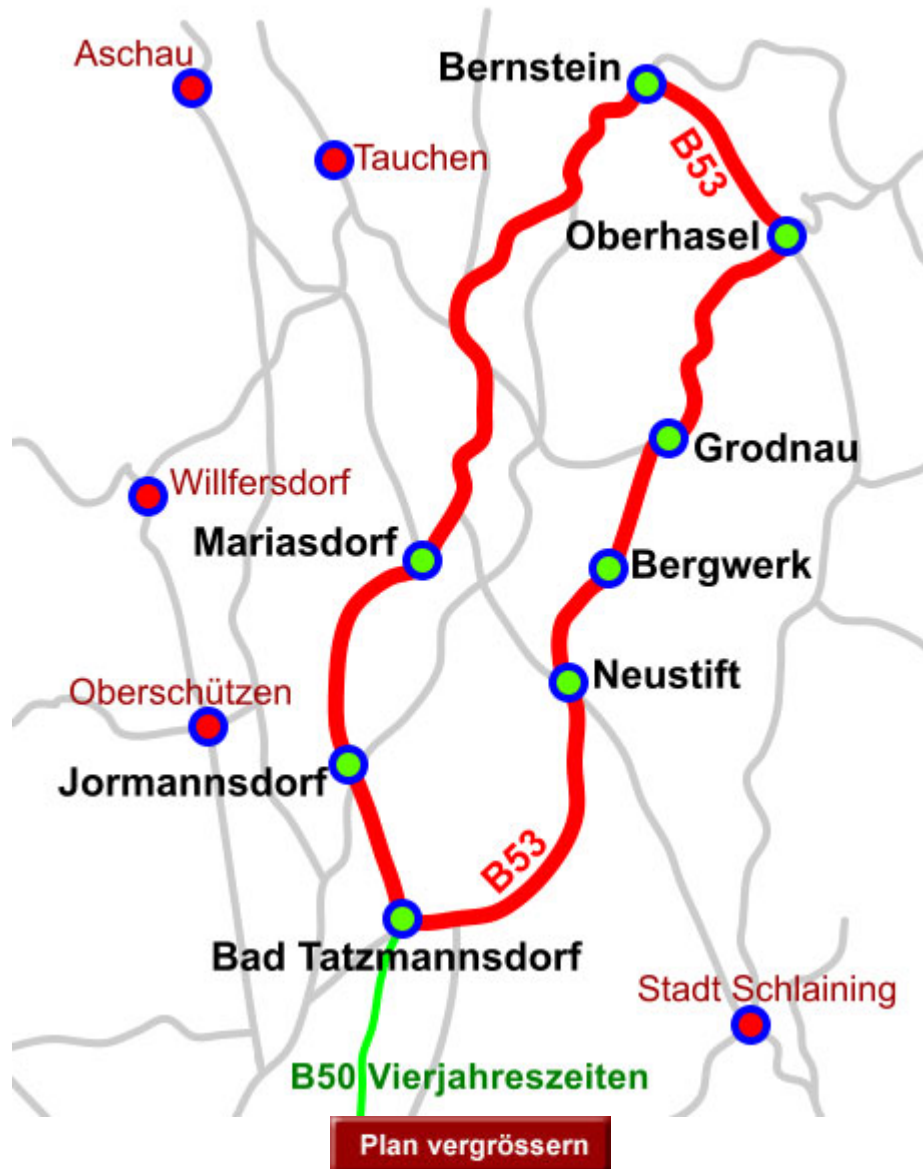 Aschau
Bernstein
Tauchen
B53
Oberhasel
Grodnau
Willfersdorf
Mariasdorf
Bergwerk
Neustift
Oberschützen
Jormannsdorf
B53
Bad Tatzmannsdorf
Stadt Schlaining
B50 Vierjahreszeiten
Plan vergrössern